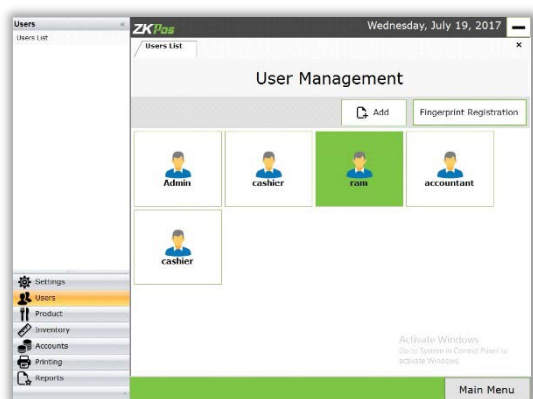 Users «
Users List
ZKPos
Wednesday, July 19, 2017
Users List
×
User Management
Add
Fingerprint Registration
Admin
cashier
ram
accountant
cashier
Settings
Users
Product
Inventory
Accounts
Printing
Reports
Activate Windows
Go to System in Control Panel to
activate Windows.
Main Menu